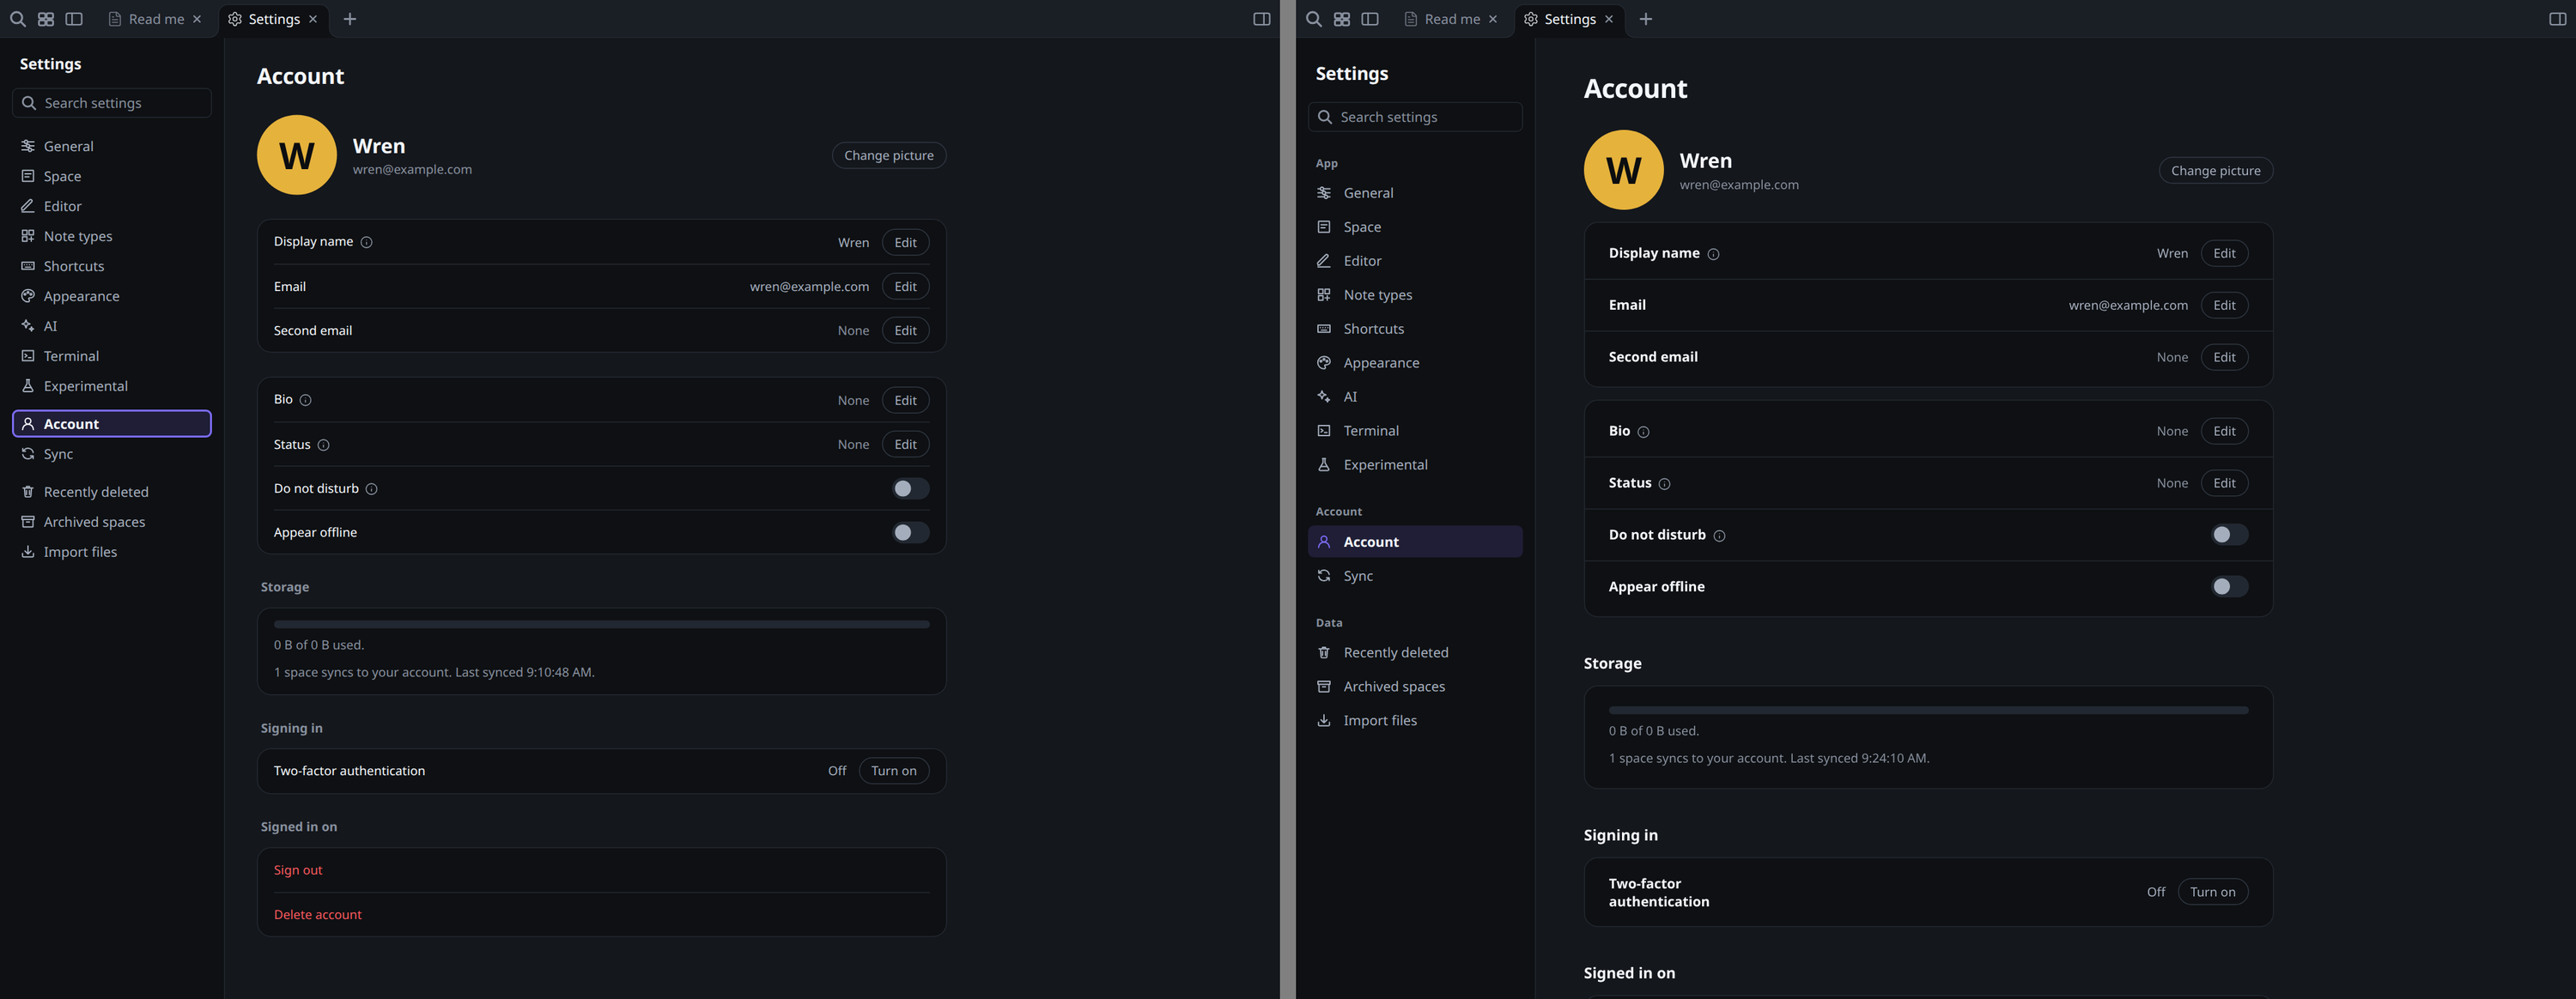 Read me
Settings
Settings
Search settings
General
Space
Editor
Note types
Shortcuts
Appearance
AI
Terminal
Experimental
Account
Sync
Recently deleted
Archived spaces
Import files
Account
W
Wren
wren@example.com
Change picture
Display name Wren Edit
Email wren@example.com Edit
Second email None Edit
Bio None Edit
Status None Edit
Do not disturb
Appear offline
Storage
0 B of 0 B used.
1 space syncs to your account. Last synced 9:10:48 AM.
Signing in
Two-factor authentication Off Turn on
Signed in on
Sign out
Delete account
Read me
Settings
Settings
Search settings
App
General
Space
Editor
Note types
Shortcuts
Appearance
AI
Terminal
Experimental
Account
Account
Sync
Data
Recently deleted
Archived spaces
Import files
Account
W
Wren
wren@example.com
Change picture
Display name Wren Edit
Email wren@example.com Edit
Second email None Edit
Bio None Edit
Status None Edit
Do not disturb
Appear offline
Storage
0 B of 0 B used.
1 space syncs to your account. Last synced 9:24:10 AM.
Signing in
Two-factor
authentication
Off Turn on
Signed in on